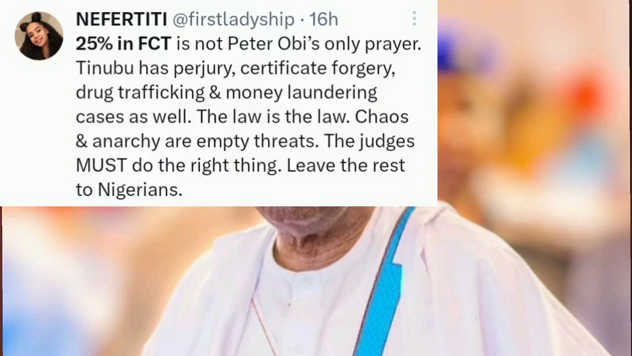 NEFERTITI @firstladyship · 16h
25% in FCT is not Peter Obi’s only prayer.
Tinubu has perjury, certificate forgery,
drug trafficking & money laundering
cases as well. The law is the law. Chaos
& anarchy are empty threats. The judges
MUST do the right thing. Leave the rest
to Nigerians.